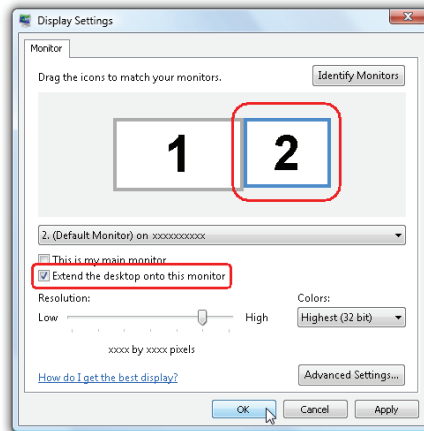 Display Settings
Monitor
Drag the icons to match your monitors.
Identify Monitors
1
2
2. (Default Monitor) on xxxxxxxxxx
This is my main monitor
Extend the desktop onto this monitor
Resolution:
Colors:
Low
High
Highest (32 bit)
xxxx by xxxx pixels
How do I get the best display?
Advanced Settings...
OK
Cancel
Apply